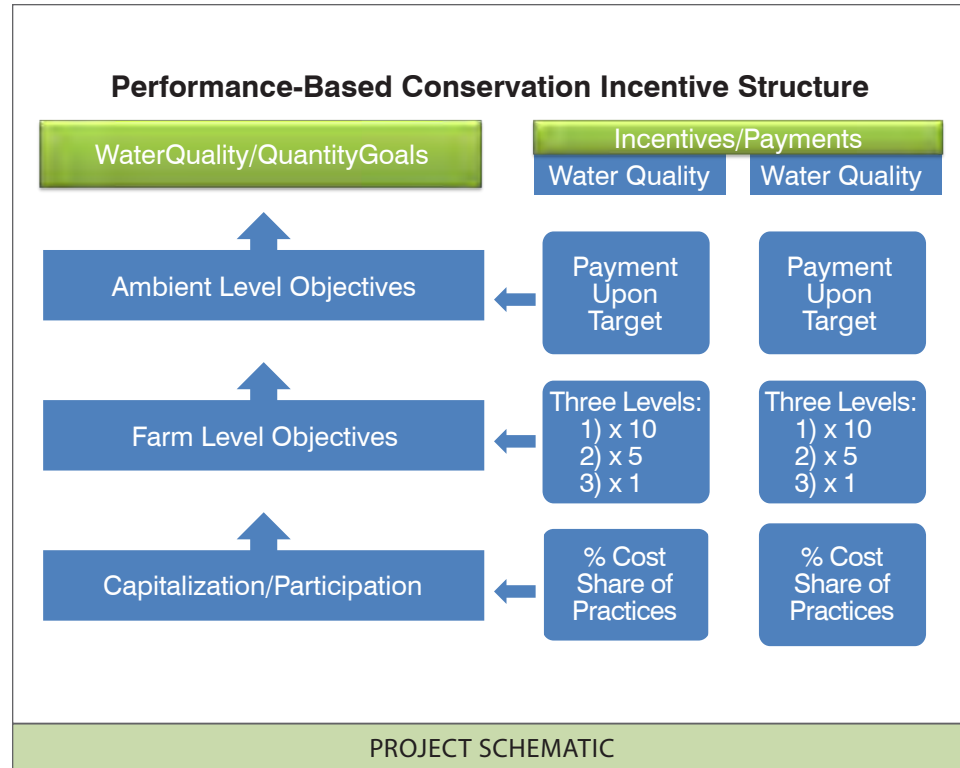 Performance-Based Conservation Incentive Structure
WaterQuality/QuantityGoals
Incentives/Payments
Water Quality
Water Quality
Ambient Level Objectives
Payment
Upon
Target
Payment
Upon
Target
Farm Level Objectives
Three Levels:
1) x 10
2) x 5
3) x 1
Three Levels:
1) x 10
2) x 5
3) x 1
Capitalization/Participation
% Cost
Share of
Practices
% Cost
Share of
Practices
PROJECT SCHEMATIC